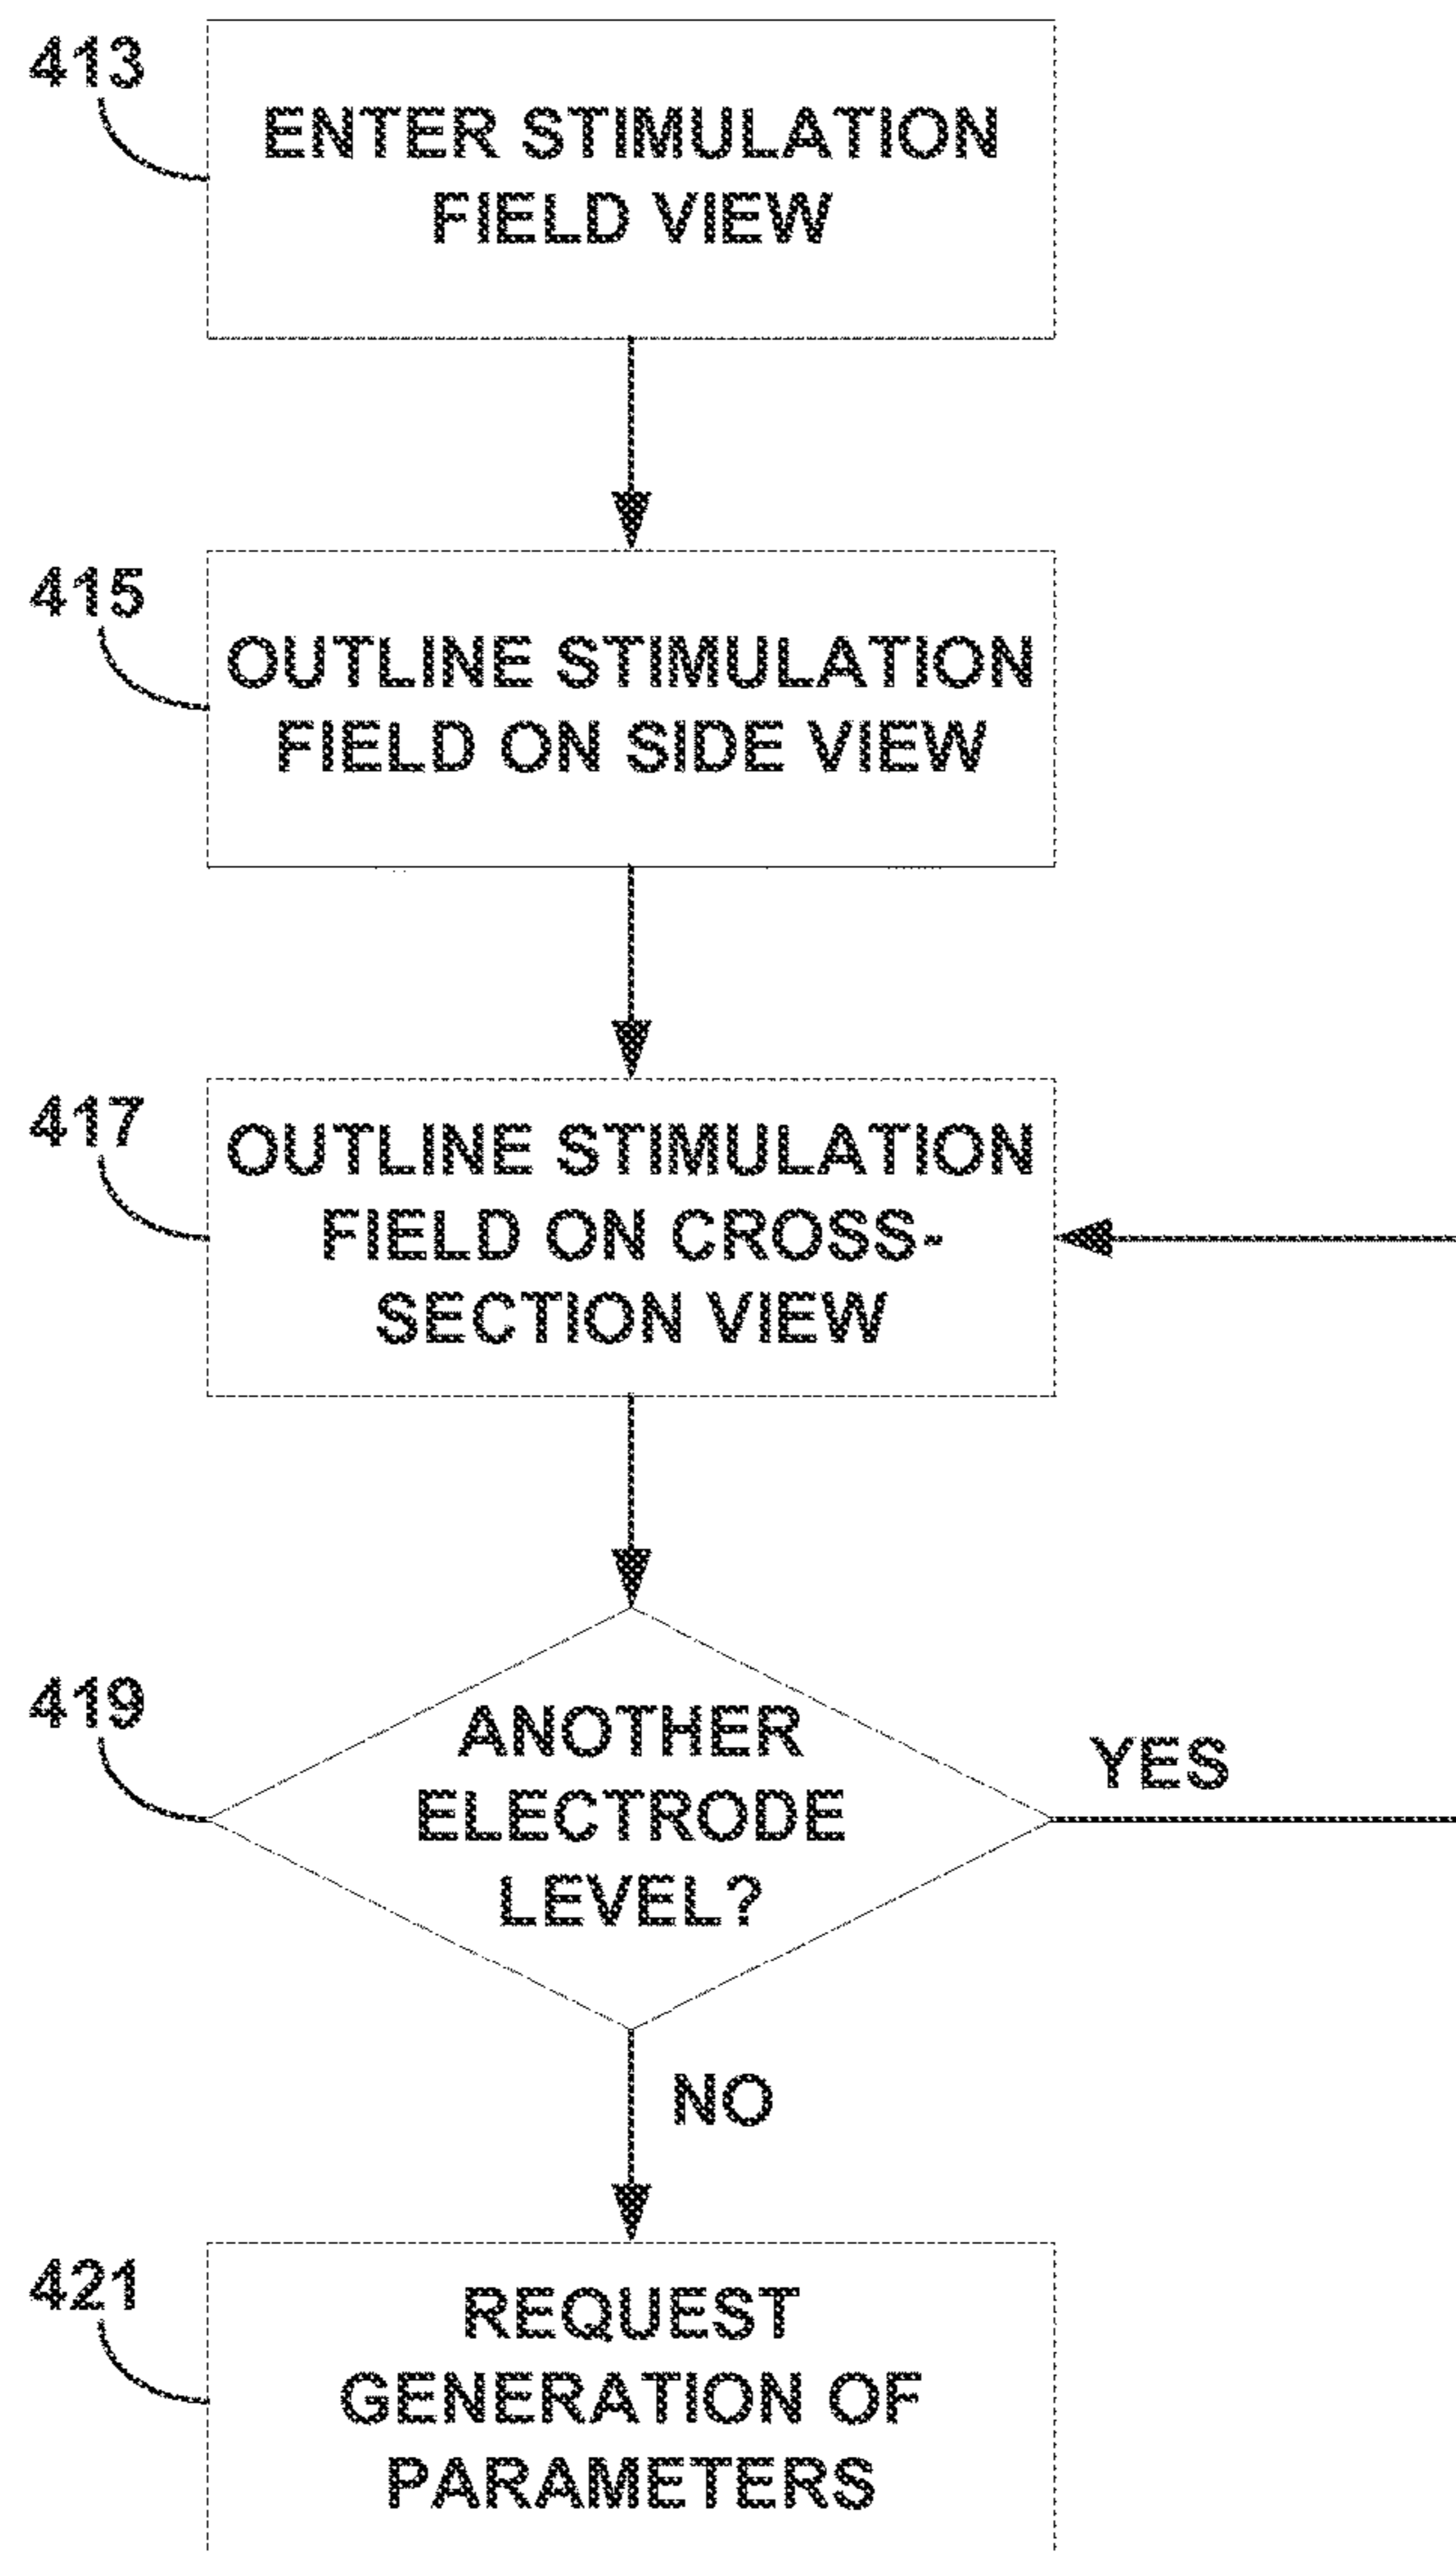 413
ENTER STIMULATION
FIELD VIEW
415
OUTLINE STIMULATION
FIELD ON SIDE VIEW
417
OUTLINE STIMULATION
FIELD ON CROSS-
SECTION VIEW
419
ANOTHER
ELECTRODE
LEVEL?
YES
NO
421
REQUEST
GENERATION OF
PARAMETERS